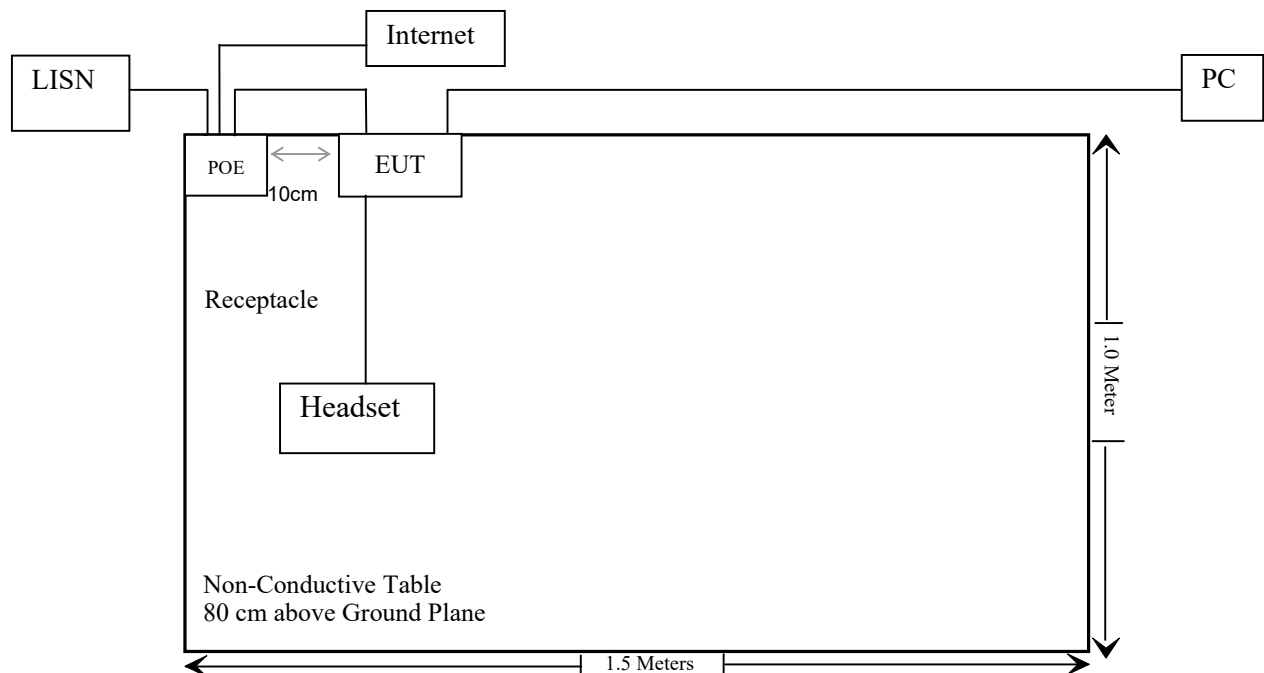 Internet
LISN
PC
POE
EUT
10cm
Receptacle
Headset
1.0 Meter
Non-Conductive Table
80 cm above Ground Plane
1.5 Meters